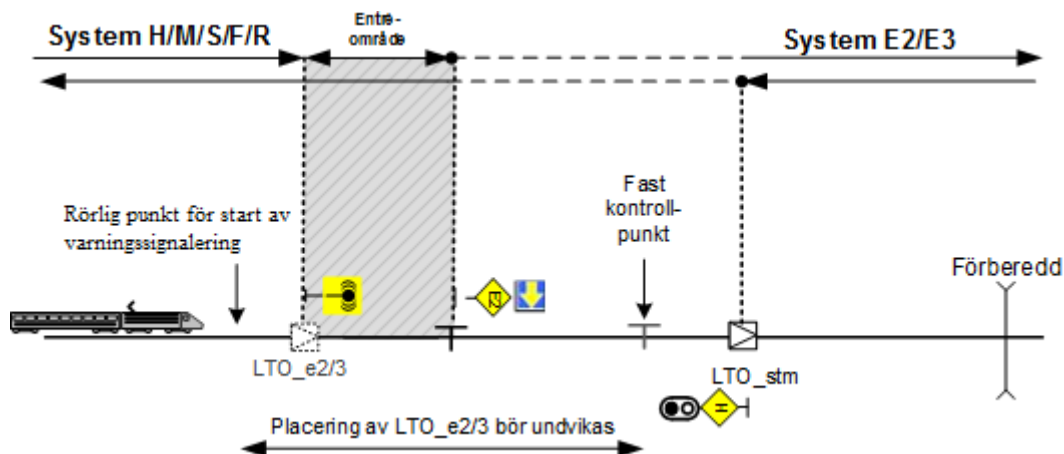 System H/M/S/F/R
Entré-
område
System E2/E3
Rörlig punkt för start av
varningssignalering
Fast
kontroll-
punkt
Förberedd
LTO_e2/3
LTO_stm
H
Placering av LTO_e2/3 bör undvikas